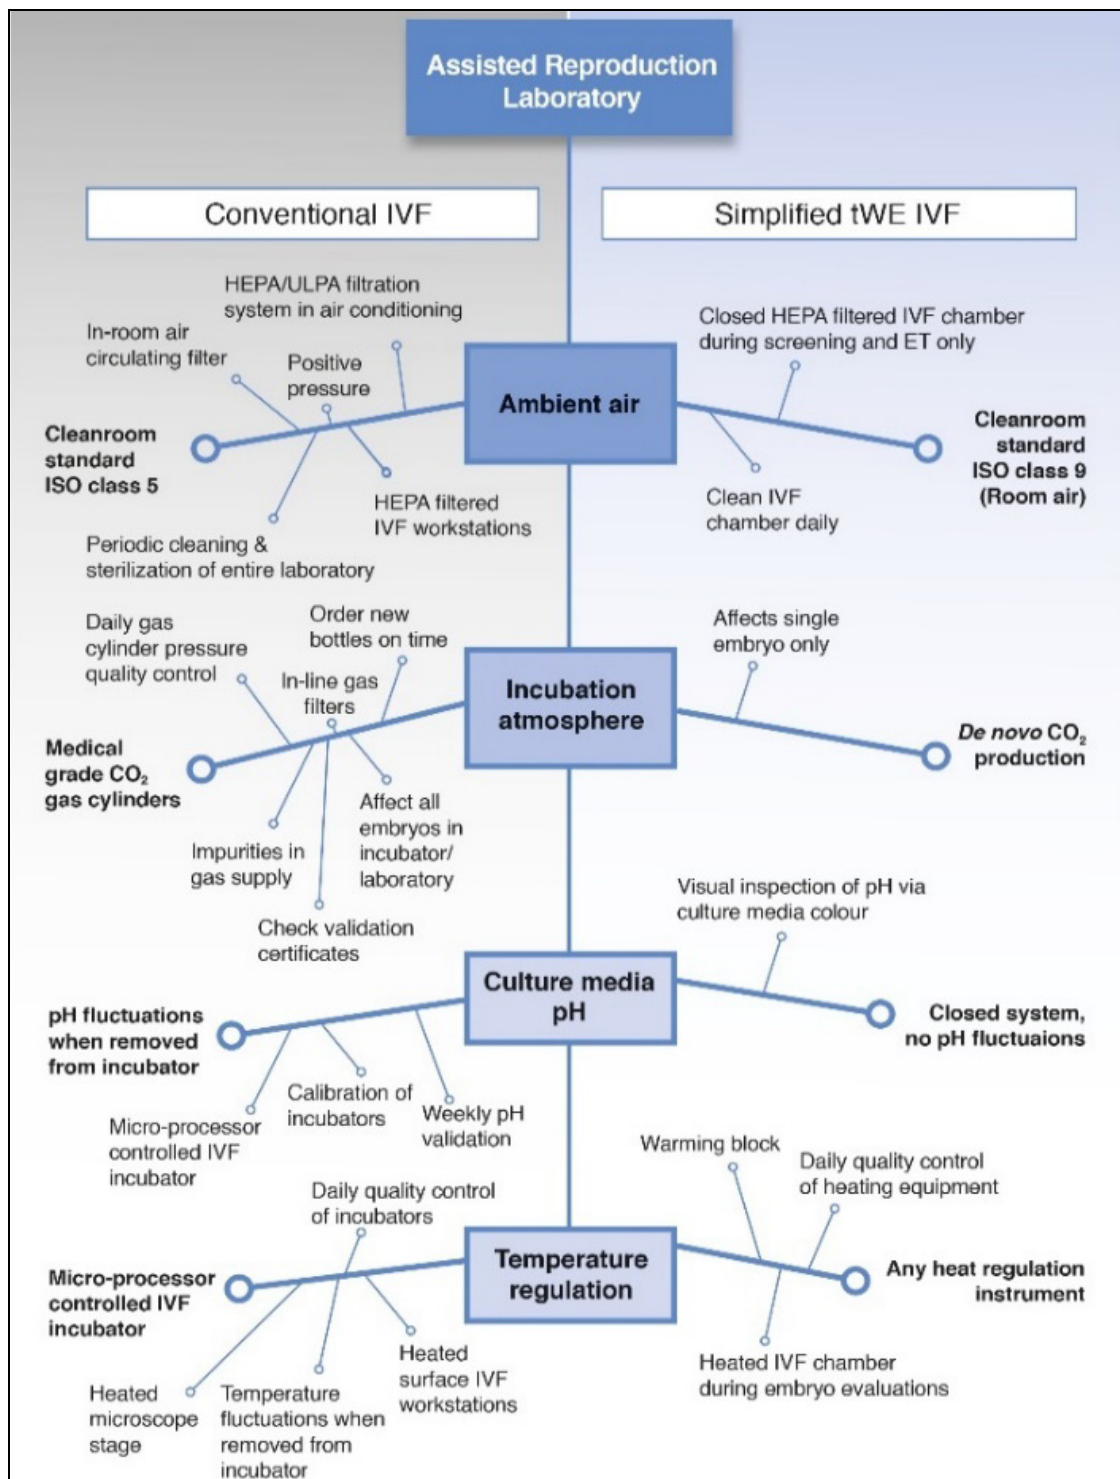 Assisted Reproduction
Laboratory
Conventional IVF
Simplified tWE IVF
HEPA/ULPA filtration
system in air conditioning
In-room air
circulating filter
Positive
pressure
Cleanroom
standard
ISO class 5
HEPA filtered
IVF workstations
Periodic cleaning &
sterilization of entire laboratory
Ambient air
Closed HEPA filtered IVF chamber
during screening and ET only
Clean IVF
chamber daily
Cleanroom
standard
ISO class 9
(Room air)
Daily gas
cylinder pressure
quality control
Order new
bottles on time
In-line gas
filters
Medical
grade CO₂
gas cylinders
Impurities in
gas supply
Affect all
embryos in
incubator/
laboratory
Check validation
certificates
Incubation
atmosphere
Affects single
embryo only
De novo CO₂
production
pH fluctuations
when removed
from incubator
Micro-processor
controlled IVF
incubator
Calibration of
incubators
Weekly pH
validation
Culture media
pH
Visual inspection of pH via
culture media colour
Closed system,
no pH fluctuaions
Daily quality control
of incubators
Micro-processor
controlled IVF
incubator
Heated
microscope
stage
Temperature
fluctuations when
removed from
incubator
Heated
surface IVF
workstations
Temperature
regulation
Warming block
Daily quality control
of heating equipment
Any heat regulation
instrument
Heated IVF chamber
during embryo evaluations